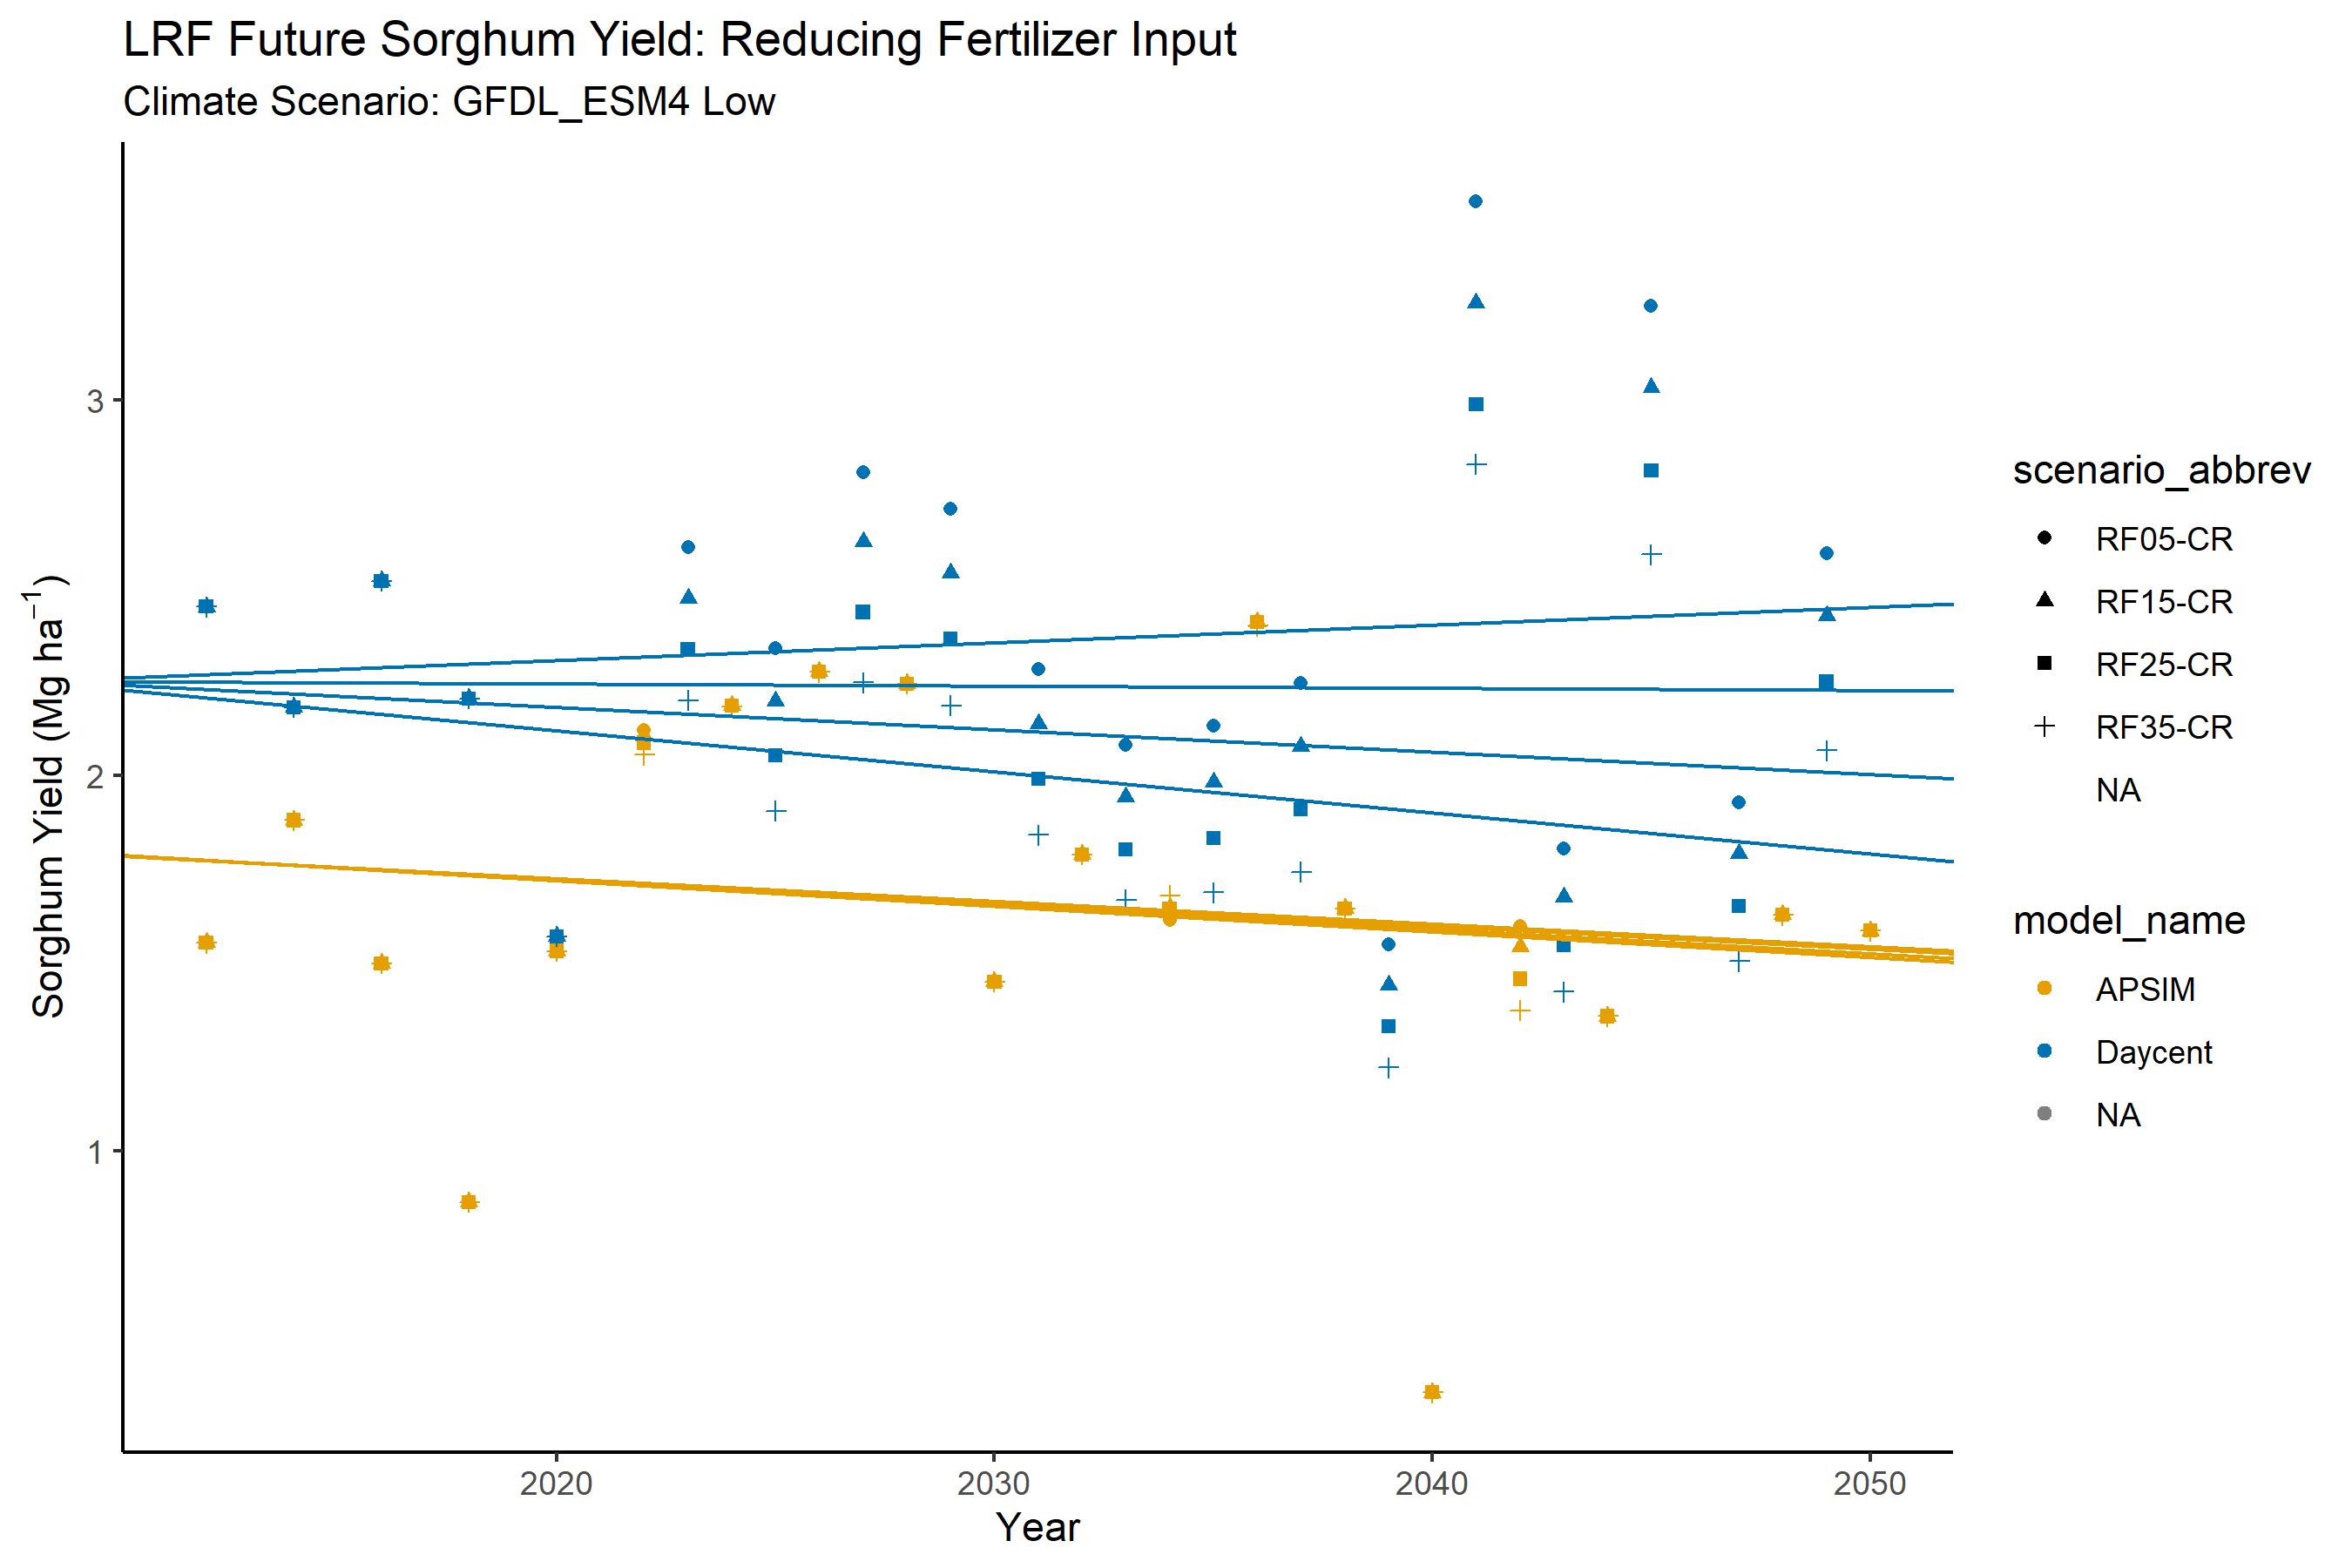 LRF Future Sorghum Yield: Reducing Fertilizer Input
Climate Scenario: GFDL_ESM4 Low
Sorghum Yield (Mg ha⁻¹)
3
2
1
2020
2030
2040
2050
Year
scenario_abbrev
RF05-CR
RF15-CR
RF25-CR
RF35-CR
NA
model_name
APSIM
Daycent
NA